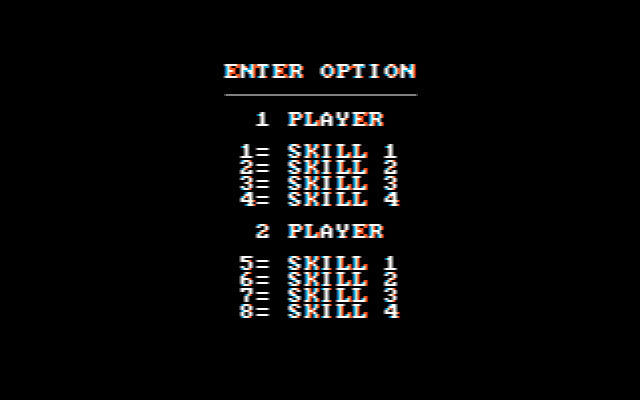 ENTER OPTION
1 PLAYER
1= SKILL 1
2= SKILL 2
3= SKILL 3
4= SKILL 4
2 PLAYER
5= SKILL 1
6= SKILL 2
7= SKILL 3
8= SKILL 4